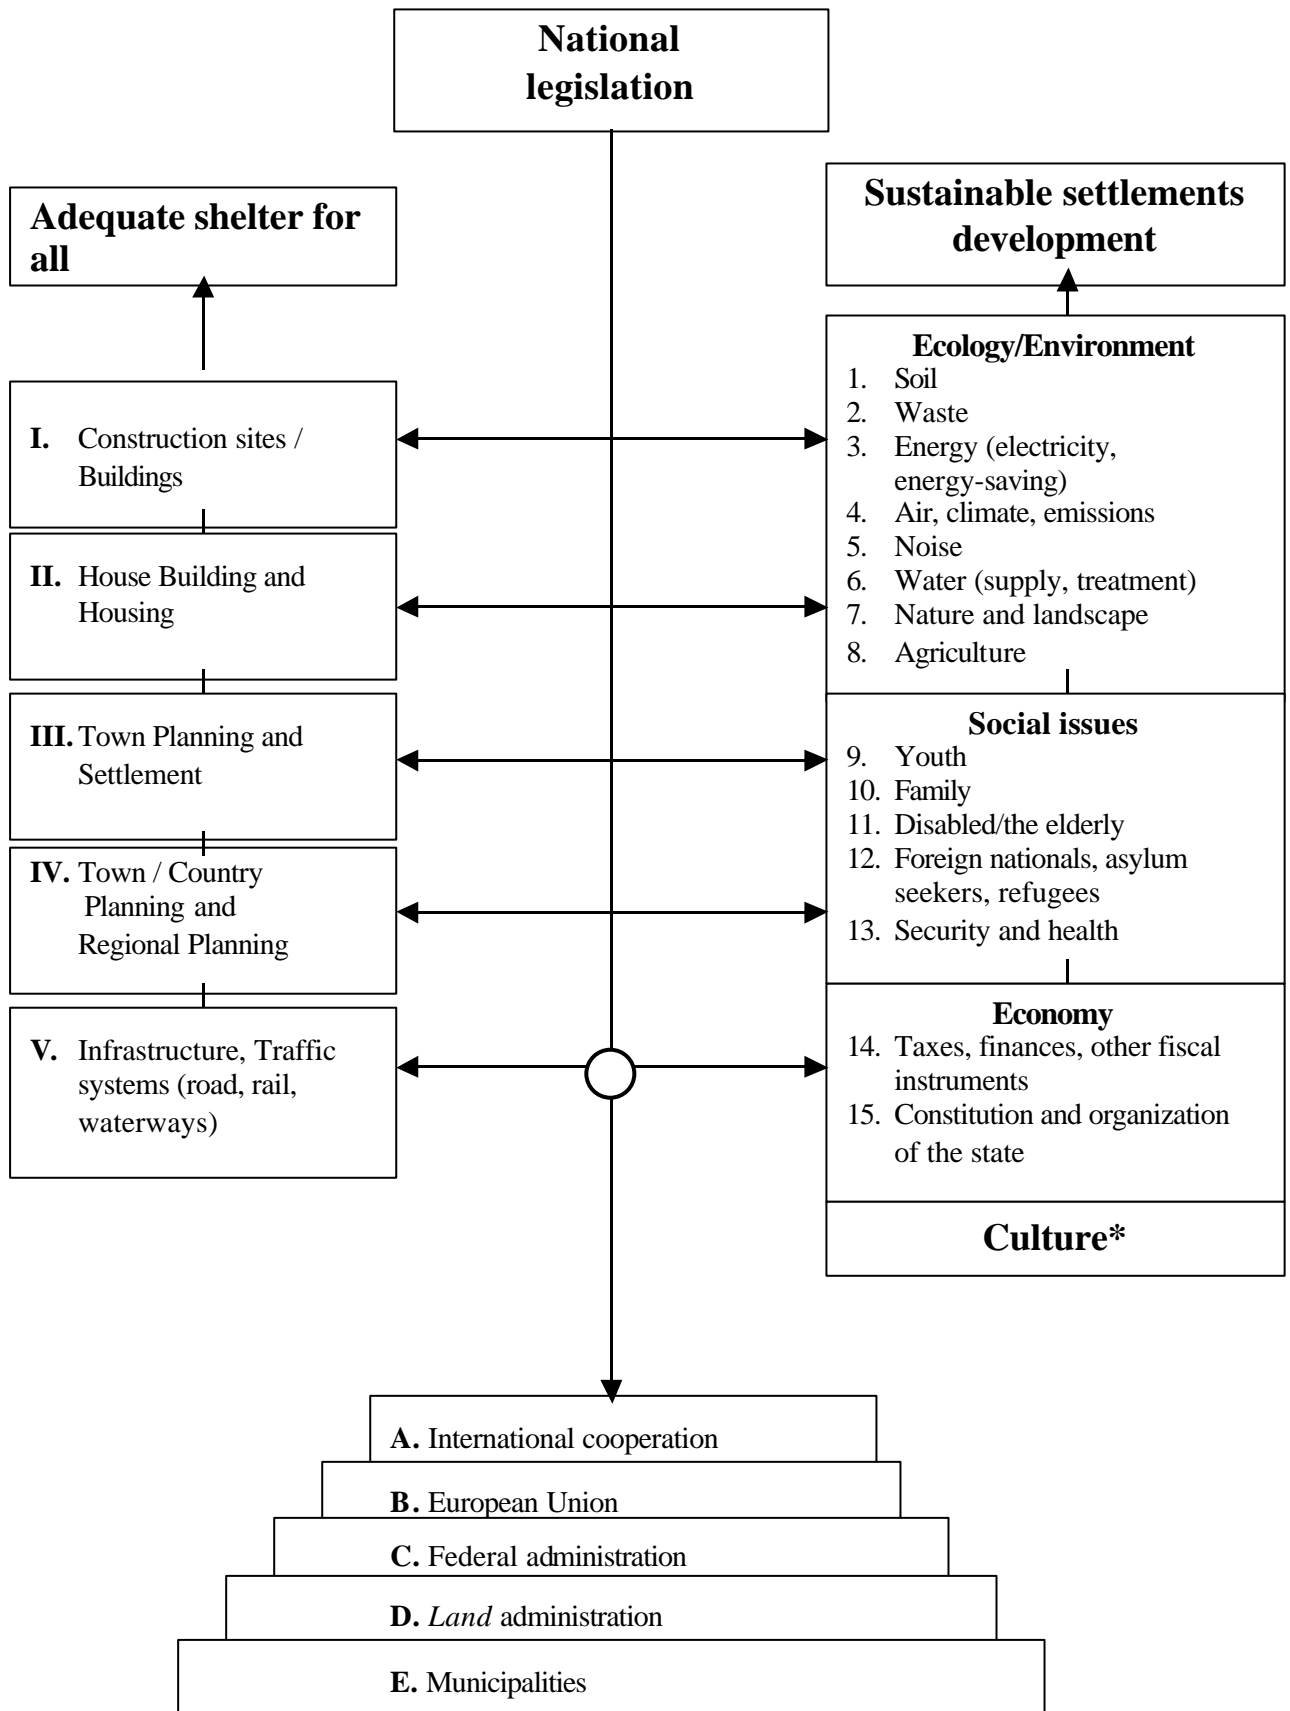 National
legislation
Adequate shelter for
all
I. Construction sites /
Buildings
II. House Building and
Housing
III. Town Planning and
Settlement
IV. Town / Country
Planning and
Regional Planning
V. Infrastructure, Traffic
systems (road, rail,
waterways)
Sustainable settlements
development
Ecology/Environment
1. Soil
2. Waste
3. Energy (electricity,
energy-saving)
4. Air, climate, emissions
5. Noise
6. Water (supply, treatment)
7. Nature and landscape
8. Agriculture
Social issues
9. Youth
10. Family
11. Disabled/the elderly
12. Foreign nationals, asylum
seekers, refugees
13. Security and health
Economy
14. Taxes, finances, other fiscal
instruments
15. Constitution and organization
of the state
Culture*
A. International cooperation
B. European Union
C. Federal administration
D. Land administration
E. Municipalities